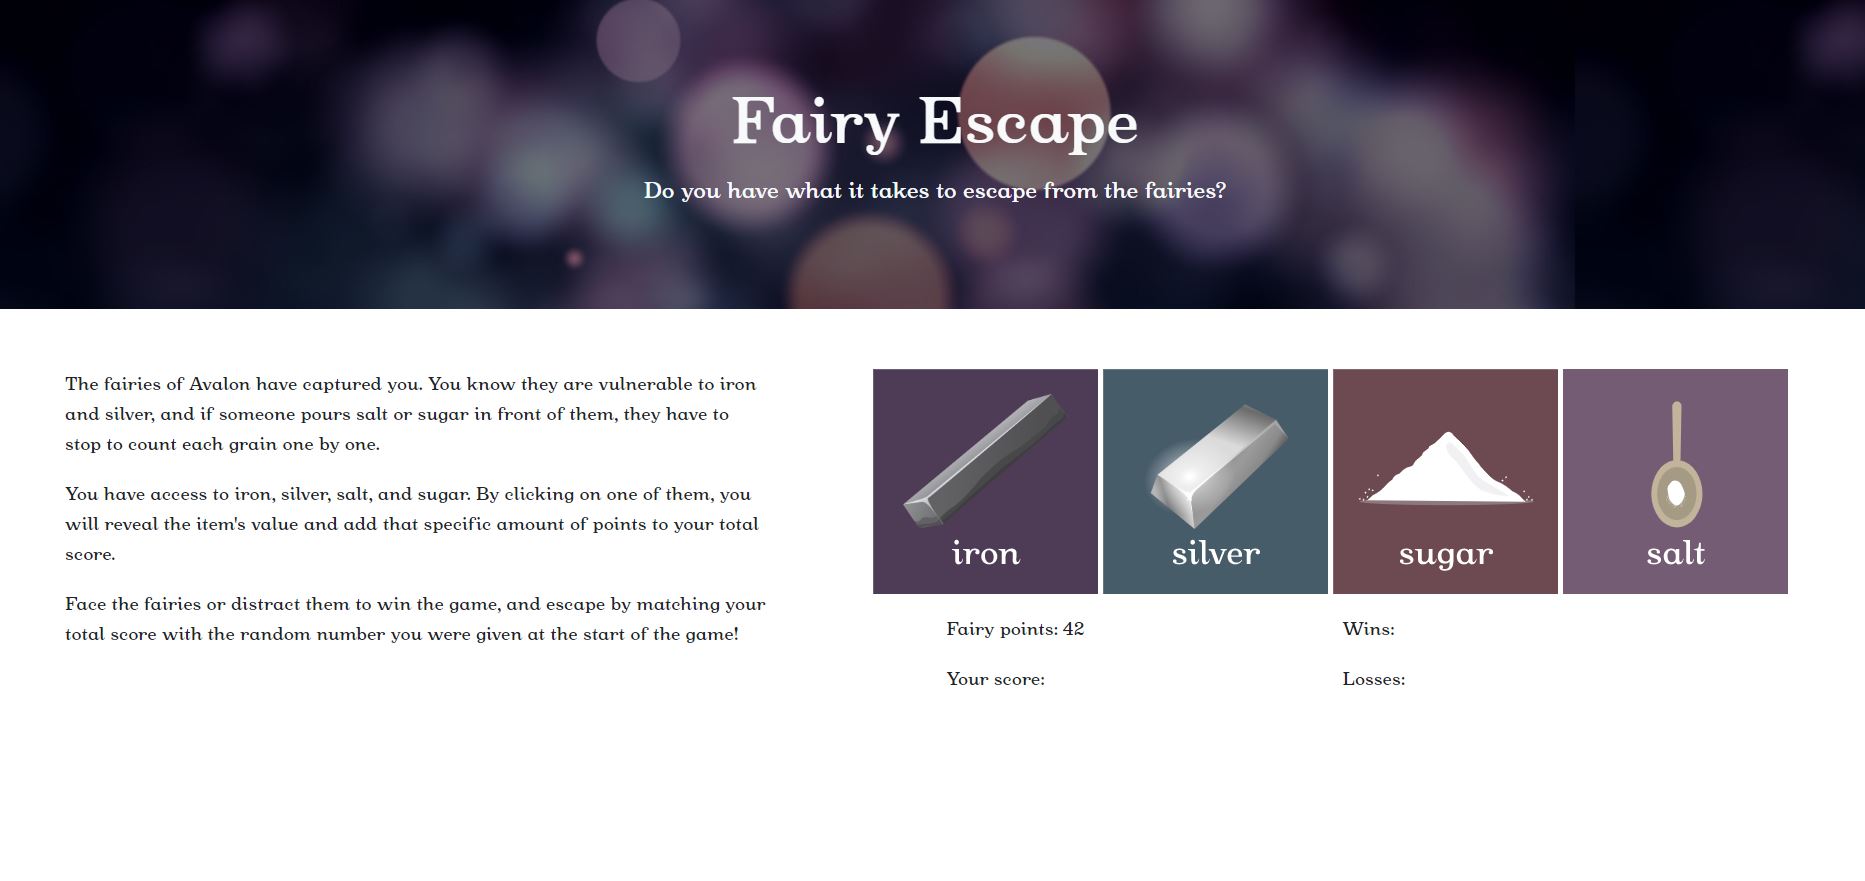 Fairy Escape
Do you have what it takes to escape from the fairies?
The fairies of Avalon have captured you. You know they are vulnerable to iron
and silver, and if someone pours salt or sugar in front of them, they have to
stop to count each grain one by one.
You have access to iron, silver, salt, and sugar. By clicking on one of them, you
will reveal the item's value and add that specific amount of points to your total
score.
Face the fairies or distract them to win the game, and escape by matching your
total score with the random number you were given at the start of the game!
iron
silver
sugar
salt
Fairy points: 42
Wins:
Your score:
Losses: